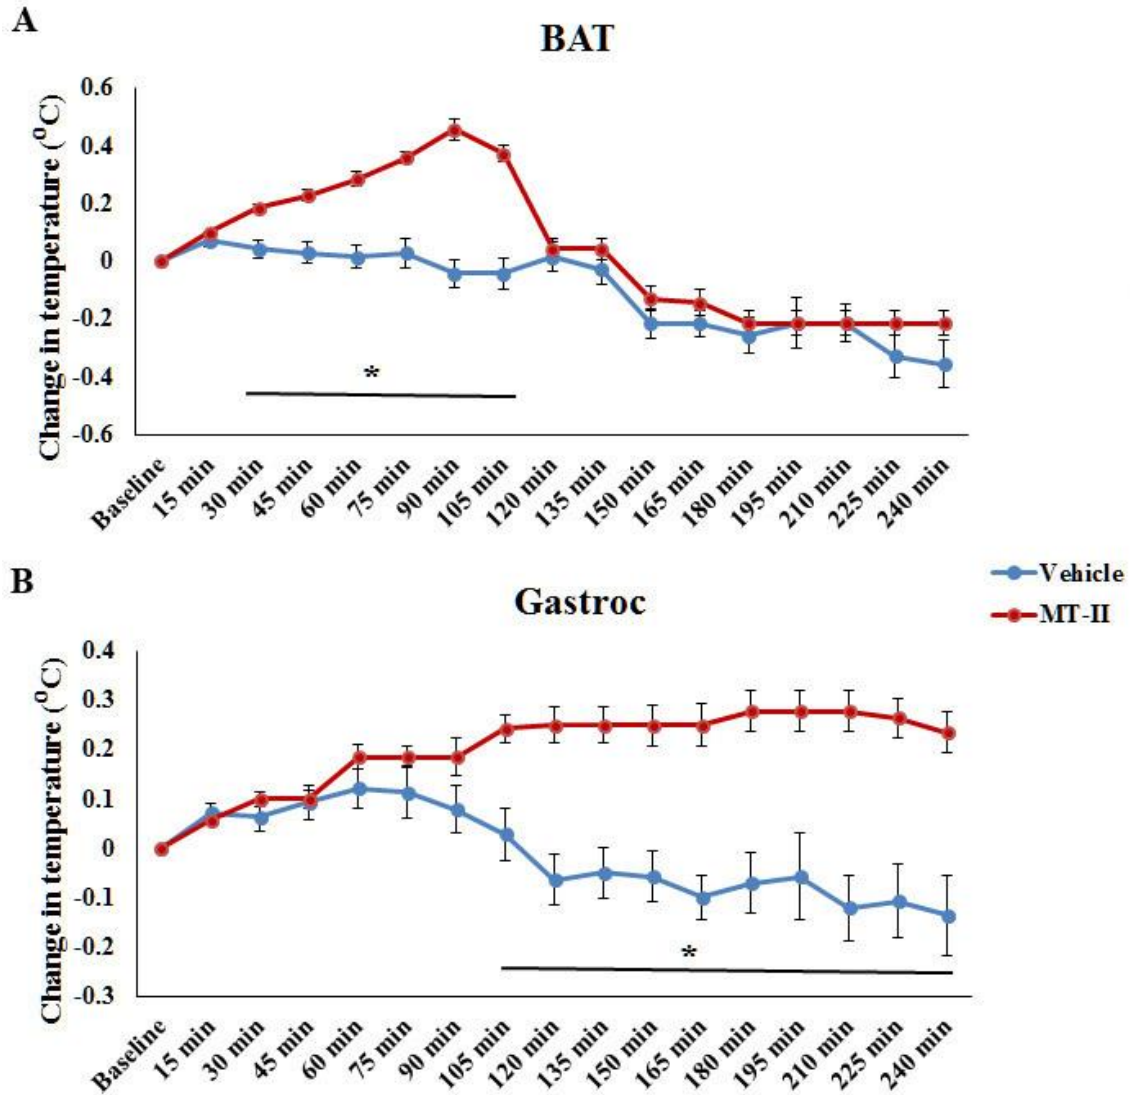 A
BAT
Change in temperature (⁰C)
0.6
0.4
0.2
0
-0.2
-0.4
-0.6
*
Baseline
15 min
30 min
45 min
60 min
75 min
90 min
105 min
120 min
135 min
150 min
165 min
180 min
195 min
210 min
225 min
240 min
B
Gastroc
Vehicle
MT-II
Change in temperature (⁰C)
0.4
0.3
0.2
0.1
0
-0.1
-0.2
-0.3
*
Baseline
15 min
30 min
45 min
60 min
75 min
90 min
105 min
120 min
135 min
150 min
165 min
180 min
195 min
210 min
225 min
240 min